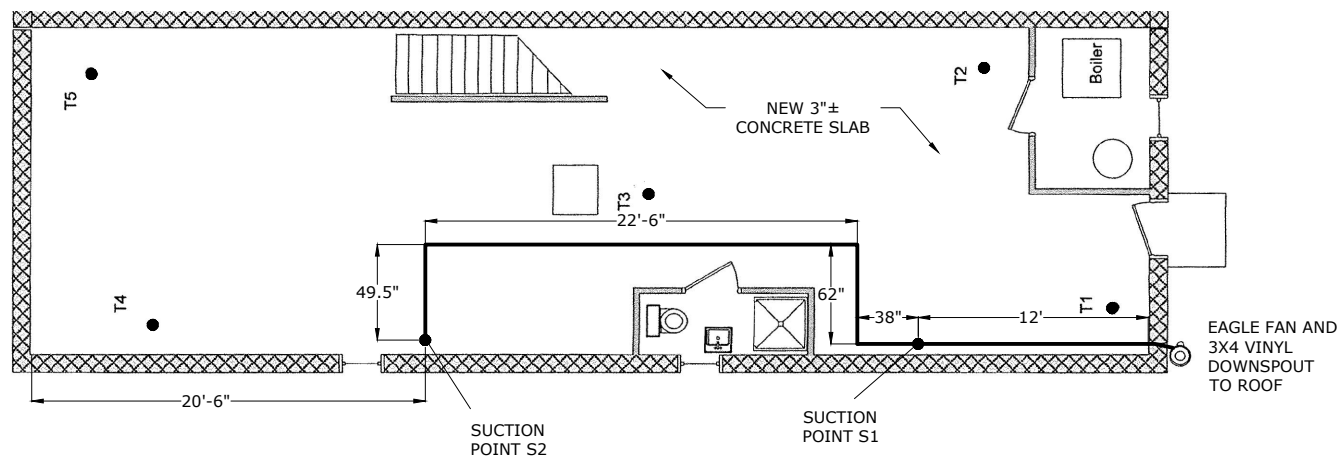 T5
T2
Boiler
NEW 3"±
CONCRETE SLAB
T3
22'-6"
49.5"
62"
38"
12'
T1
T4
EAGLE FAN AND
3X4 VINYL
DOWNSPOUT
TO ROOF
20'-6"
SUCTION
POINT S2
SUCTION
POINT S1